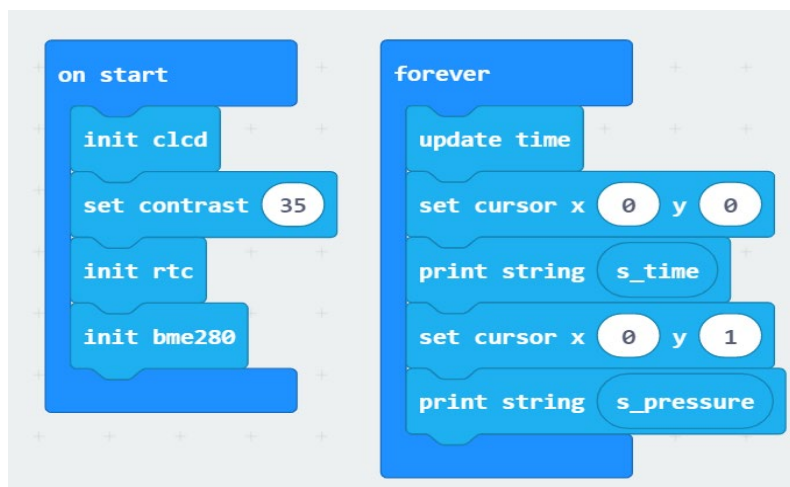 on start
init clcd
set contrast 35
init rtc
init bme280
forever
update time
set cursor x 0 y 0
print string s_time
set cursor x 0 y 1
print string s_pressure